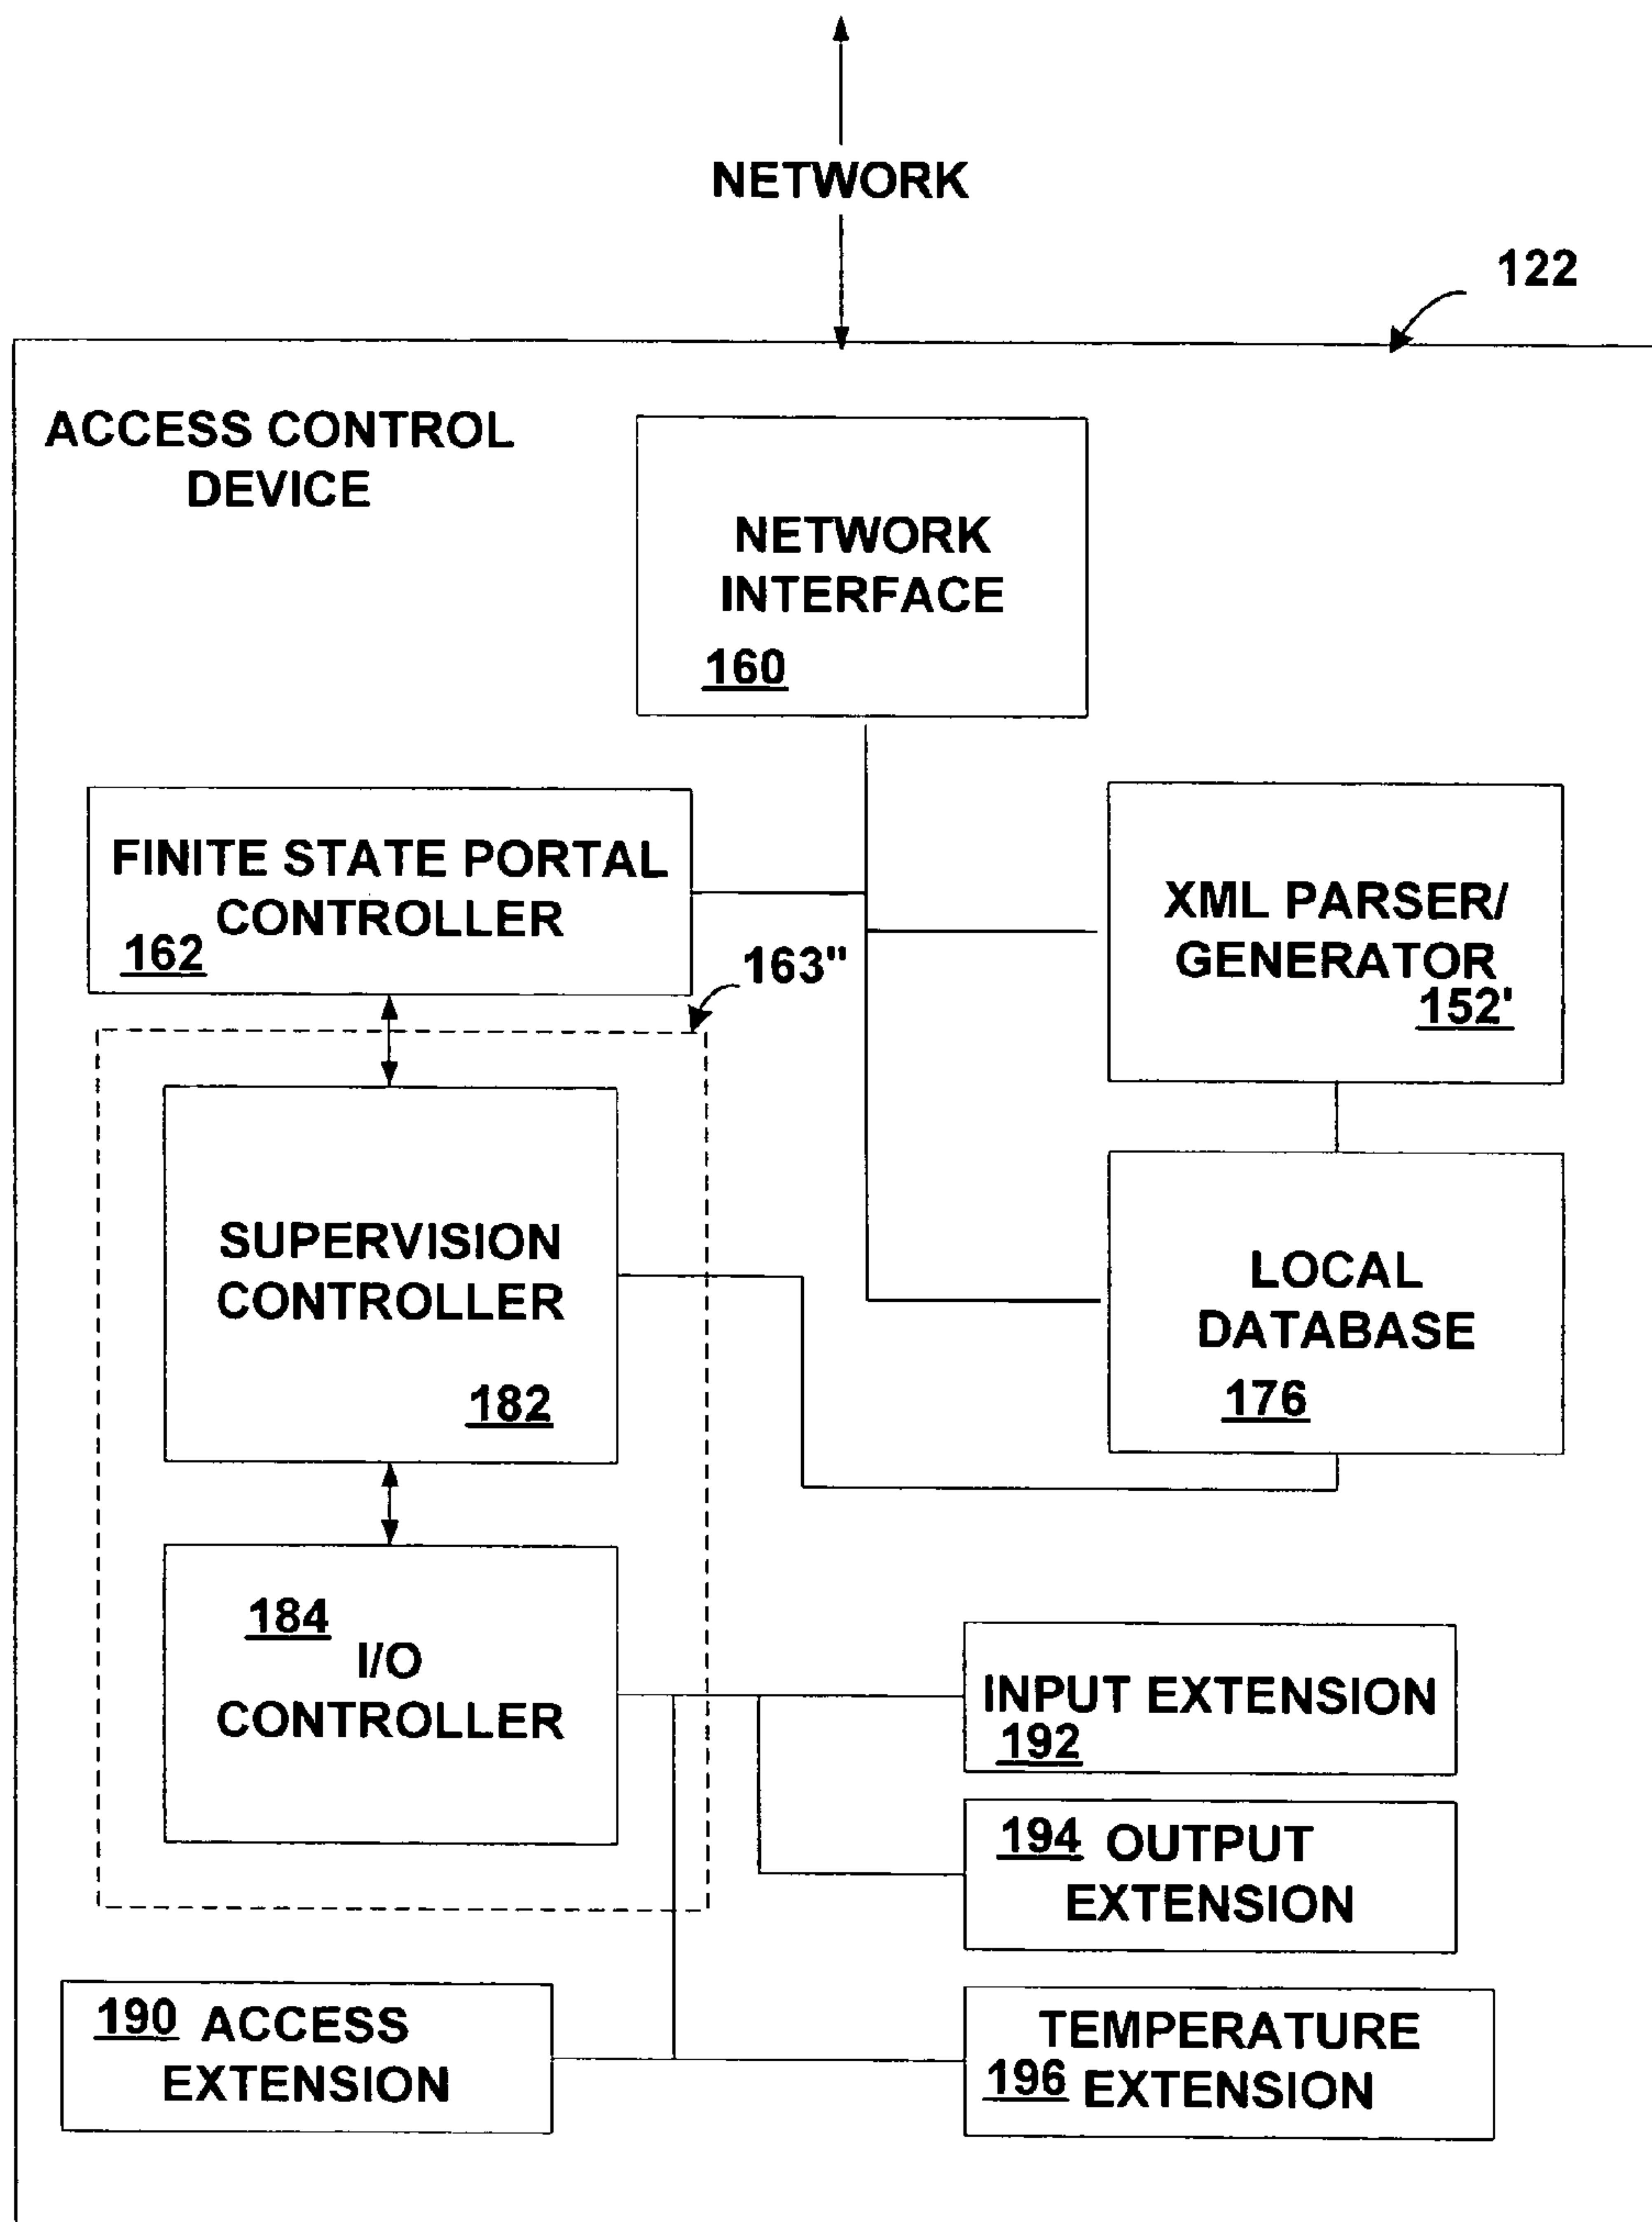 NETWORK
122
ACCESS CONTROL
DEVICE
NETWORK
INTERFACE
160
FINITE STATE PORTAL
CONTROLLER
162
163"
XML PARSER/
GENERATOR
152'
SUPERVISION
CONTROLLER
182
LOCAL
DATABASE
176
184
I/O
CONTROLLER
INPUT EXTENSION
192
194 OUTPUT
EXTENSION
190 ACCESS
EXTENSION
TEMPERATURE
196 EXTENSION